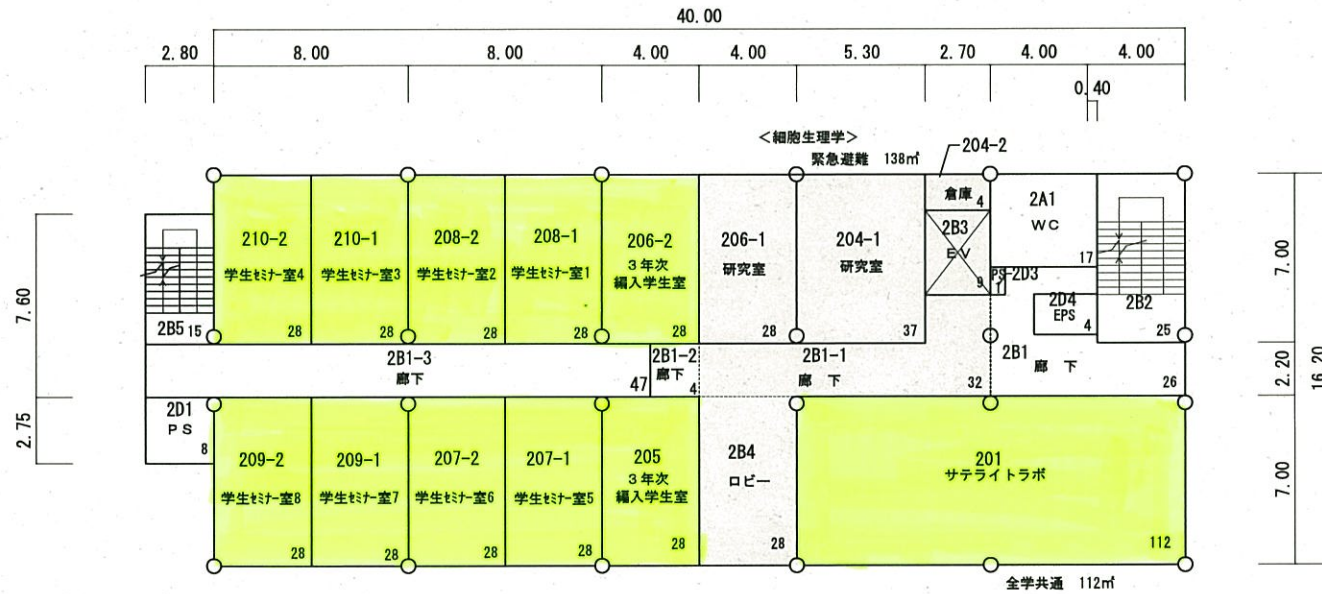 40.00
2.80
8.00
8.00
4.00
4.00
5.30
2.70
4.00
4.00
0.40
<細胞生理学>
緊急避難 138㎡
204-2
倉庫
4
210-2
学生セミナー室4
28
210-1
学生セミナー室3
28
208-2
学生セミナー室2
28
208-1
学生セミナー室1
28
206-2
3年次
編入学生室
28
206-1
研究室
28
204-1
研究室
37
2B3
EV
9
2A1
WC
17
PS
2D3
1
2D4
EPS
4
2B2
25
2B5 15
7.60
2.75
7.00
2.20
7.00
16.20
2B1-3
廊下
47
2B1-2
廊下
4
2B1-1
廊下
32
2B1
廊下
26
2D1
PS
8
209-2
学生セミナー室8
28
209-1
学生セミナー室7
28
207-2
学生セミナー室6
28
207-1
学生セミナー室5
28
205
3年次
編入学生室
28
2B4
ロビー
28
201
サテライトラボ
112
全学共通 112㎡